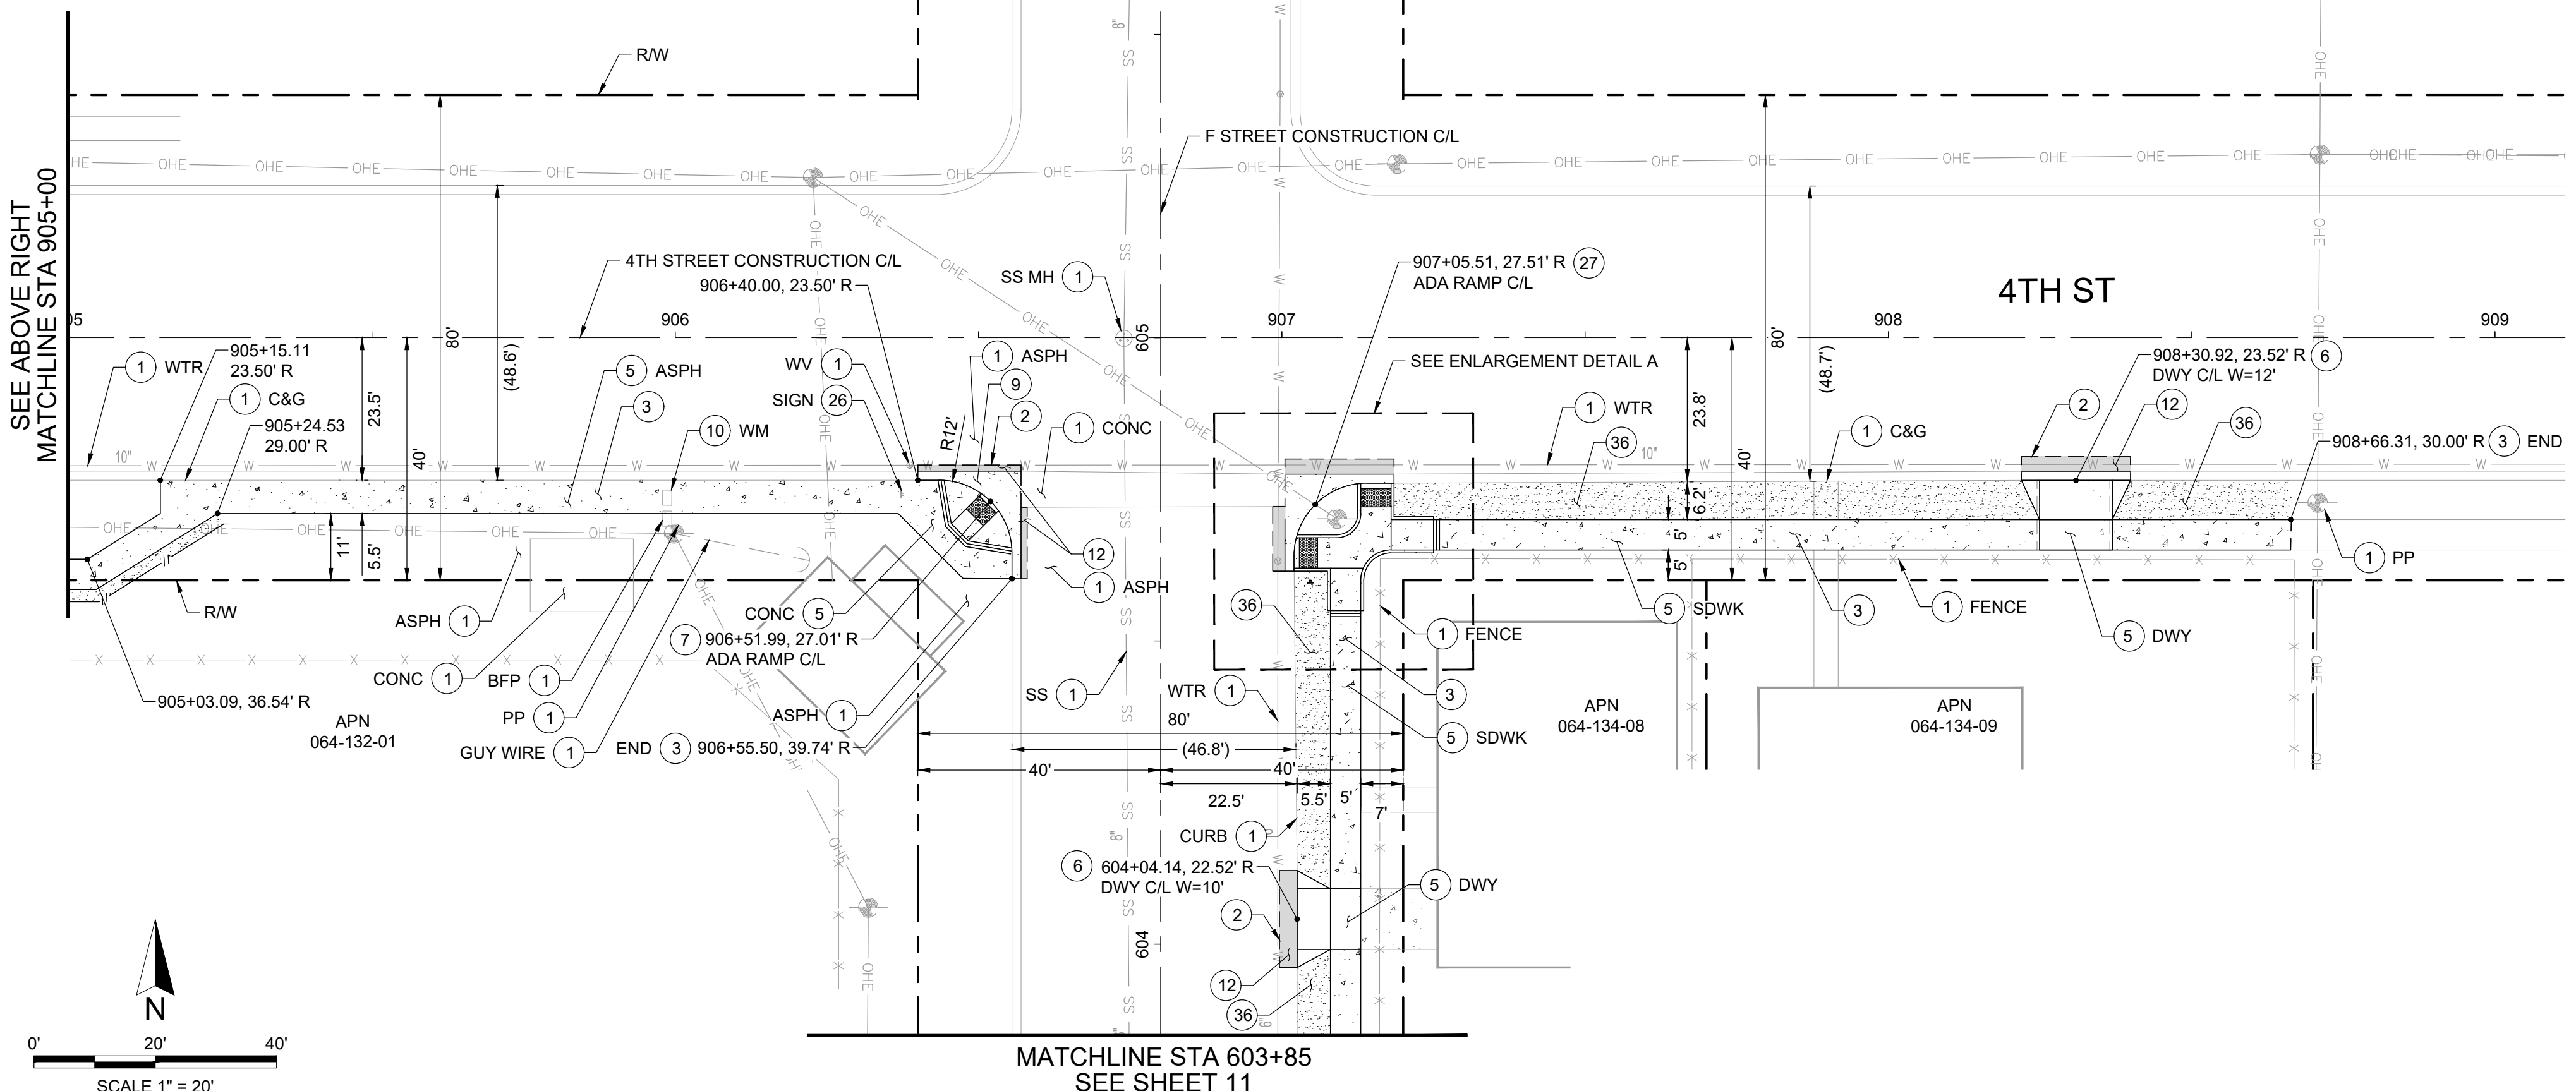 R/W
8"
SS
W
OHE
F STREET CONSTRUCTION C/L
HE
OHE
SEE ABOVE RIGHT
MATCHLINE STA 905+00
4TH STREET CONSTRUCTION C/L
906+40.00, 23.50' R
SS MH 1
907+05.51, 27.51' R 27
ADA RAMP C/L
4TH ST
05
906
605
907
908
909
80'
(48.6')
80'
(48.7')
1 WTR
905+15.11
23.50' R
23.5'
40'
5 ASPH
3
WV 1
SIGN 26
1 ASPH
9
2
R12'
1 CONC
SEE ENLARGEMENT DETAIL A
23.8'
40'
908+30.92, 23.52' R 6
DWY C/L W=12'
1 C&G
905+24.53
29.00' R
10 WM
1 WTR
36
1 C&G
2
12
36
908+66.31, 30.00' R 3 END
10"
10"
6.2'
5'
5'
11'
5.5'
12
1 PP
R/W
ASPH 1
CONC 1
BFP 1
PP 1
GUY WIRE 1
CONC 5
7 906+51.99, 27.01' R
ADA RAMP C/L
1 ASPH
36
5 SDWK
3
1 FENCE
1 FENCE
5 DWY
905+03.09, 36.54' R
APN
064-132-01
ASPH 1
END 3 906+55.50, 39.74' R
SS 1
WTR 1
3
5 SDWK
APN
064-134-08
APN
064-134-09
80'
(46.8')
40'
40'
22.5'
5.5'
5'
7'
8"
CURB 1
6 604+04.14, 22.52' R
DWY C/L W=10'
5 DWY
2
604
12
36
6"
N
0'
20'
40'
SCALE 1" = 20'
MATCHLINE STA 603+85
SEE SHEET 11